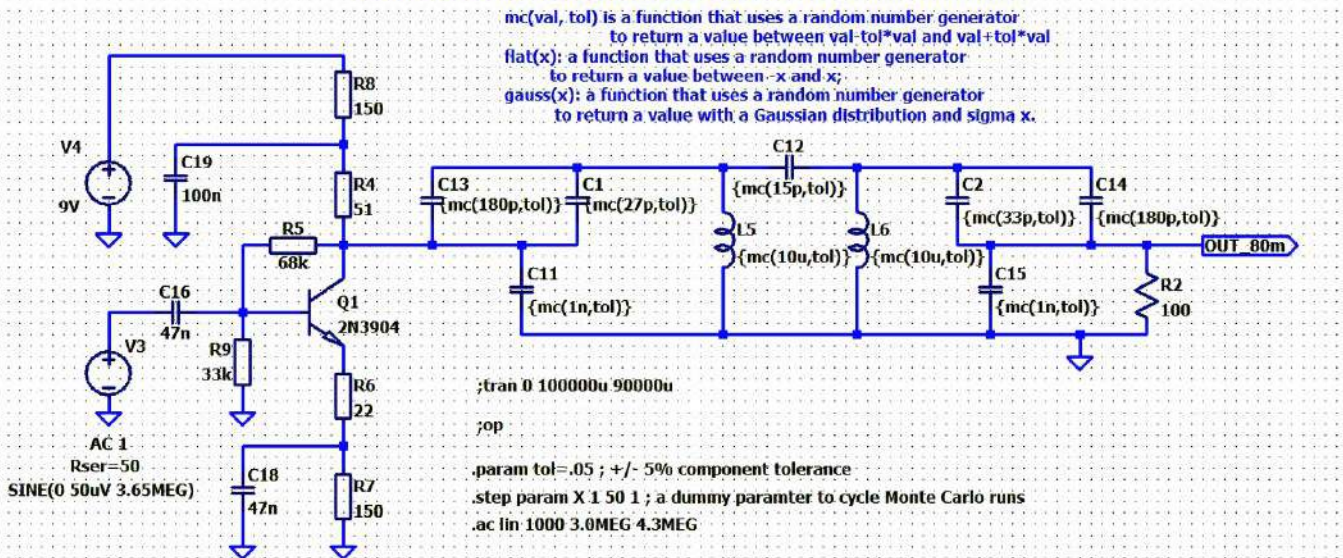 mc(val, tol) is a function that uses a random number generator
to return a value between val-tol*val and val+tol*val
flat(x): a function that uses a random number generator
to return a value between -x and x;
gauss(x): a function that uses a random number generator
to return a value with a Gaussian distribution and sigma x.
R8
150
V4
9V
C19
100n
R4
51
R5
68k
C13
{mc(180p,tol)}
C1
{mc(27p,tol)}
C12
{mc(15p,tol)}
L5
{mc(10u,tol)}
L6
{mc(10u,tol)}
C2
{mc(33p,tol)}
C14
{mc(180p,tol)}
OUT_80m
C11
{mc(1n,tol)}
C15
{mc(1n,tol)}
R2
100
C16
47n
Q1
2N3904
V3
R9
33k
AC 1
Rser=50
SINE(0 50uV 3.65MEG)
R6
22
C18
47n
R7
150
;tran 0 100000u 90000u
;op
.param tol=.05 ; +/- 5% component tolerance
.step param X 1 50 1 ; a dummy paramter to cycle Monte Carlo runs
.ac lin 1000 3.0MEG 4.3MEG